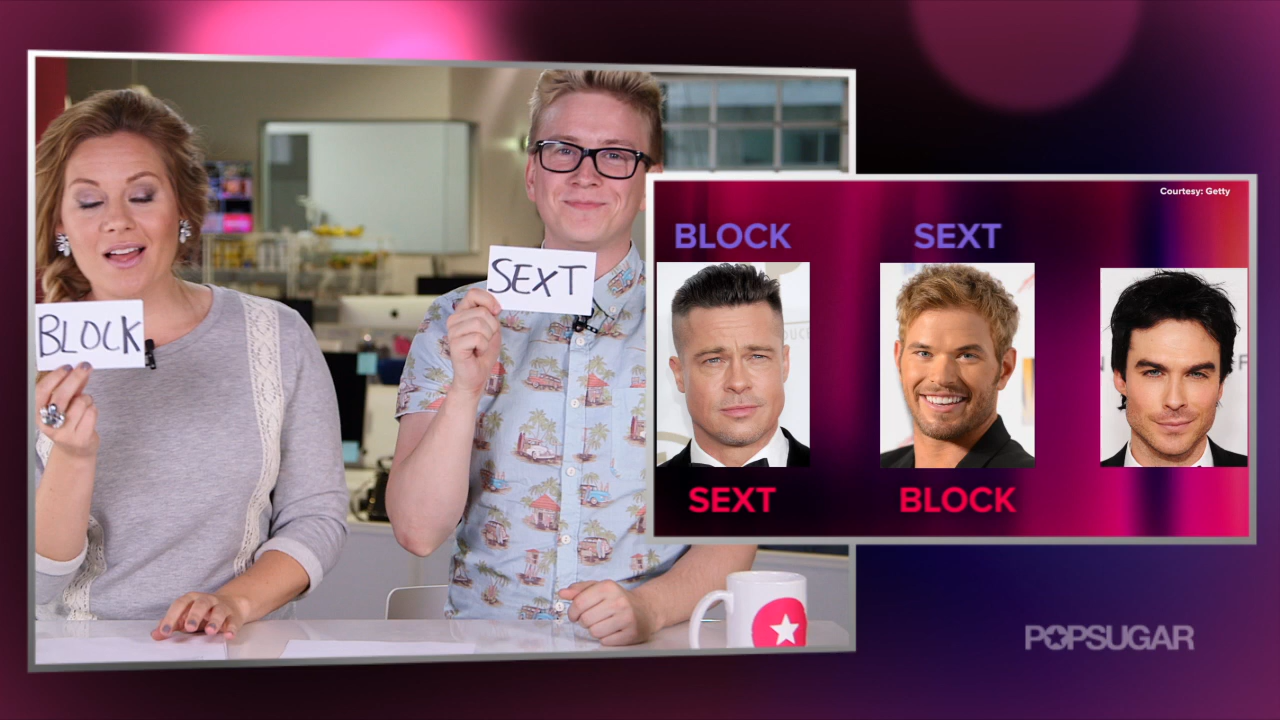 BLOCK
SEXT
Courtesy: Getty
BLOCK SEXT
SEXT BLOCK
POPSUGAR